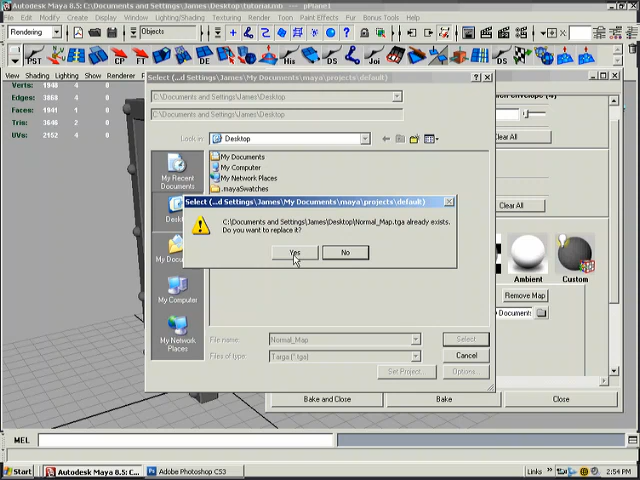 Autodesk Maya 8.5: C:\Documents and Settings\James\Desktop\tutorial.mb --- pPlane1
File Edit Modify Create Display Window Lighting/Shading Texturing Render Toon Paint Effects Fur Bonus Tools Help
Rendering
Objects
PST CP FT DE His DS Joi DS
View Shading Lighting Show Renderer
Verts: 1948 4 0
Edges: 3868 4 0
Faces: 1941 1 0
Tris: 3646 2 0
UVs: 2152 4 0
Select (...d Settings\James\My Documents\maya\projects\default)
C:\Documents and Settings\James\Desktop
C:\Documents and Settings\James\Desktop
Look in: Desktop
My Recent Documents
My Documents
My Computer
My Network Places
.mayaSwatches
Clear All
Select (...d Settings\James\My Documents\maya\projects\default)
C:\Documents and Settings\James\Desktop\Normal_Map.tga already exists.
Do you want to replace it?
Yes No
Clear All
Ambient Custom
Remove Map
My Computer
My Network Places
File name: Normal_Map Select
Files of type: Targa (*.tga) Cancel
Set Project... Options...
Bake and Close Bake Close
MEL
Start Autodesk Maya 8.5: C:... Adobe Photoshop CS3 Links 2:54 PM